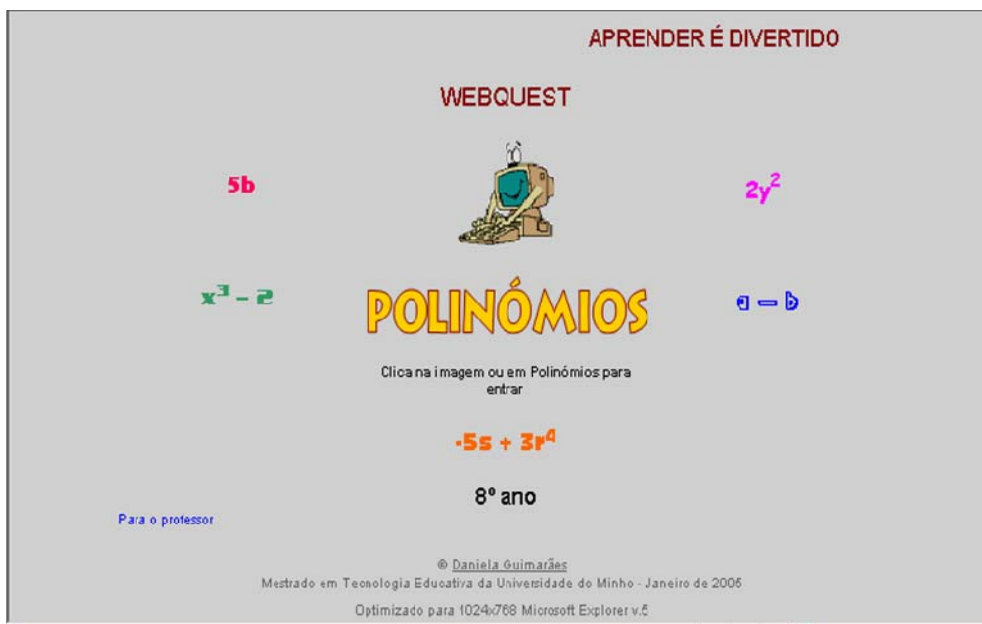 APRENDER É DIVERTIDO
WEBQUEST
5b
2y²
x³ - 2
POLINÓMIOS
a - b
Clica na imagem ou em Polinómios para
entrar
-5s + 3r⁴
8º ano
Para o professor
© Daniela Guimarães
Mestrado em Tecnologia Educativa da Universidade do Minho - Janeiro de 2005
Optimizado para 1024x768 Microsoft Explorer v.5